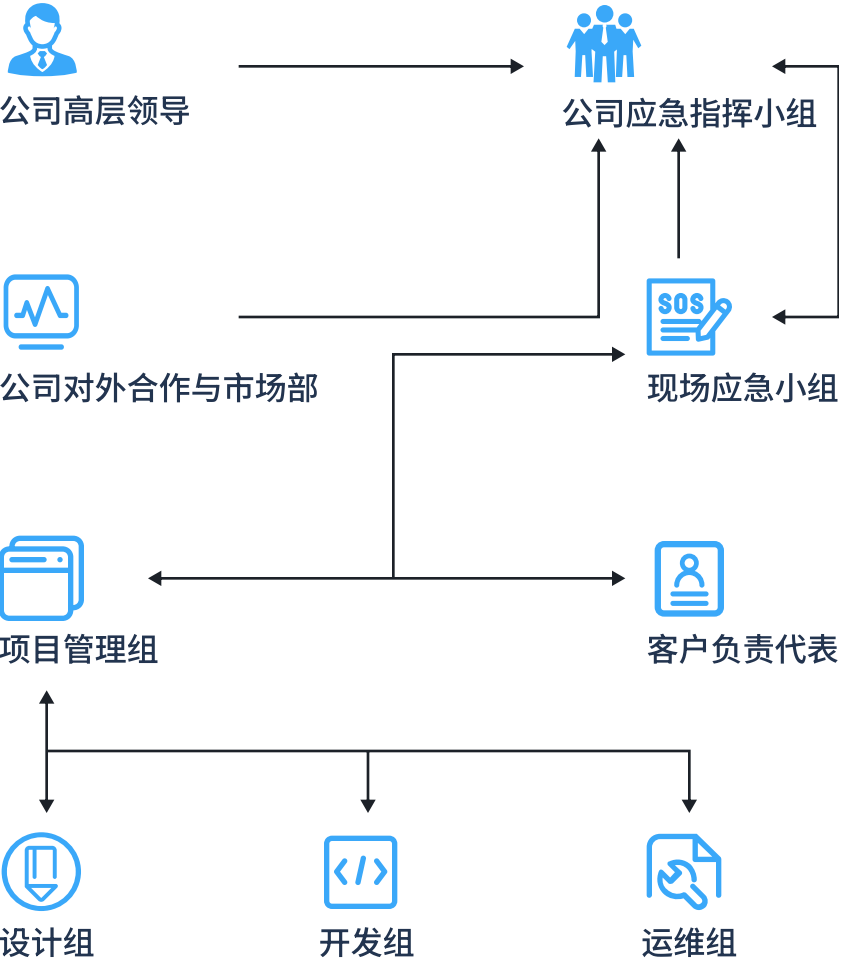 公司高层领导
公司应急指挥小组
公司对外合作与市场部
SOS
现场应急小组
项目管理组
客户负责代表
设计组
开发组
运维组